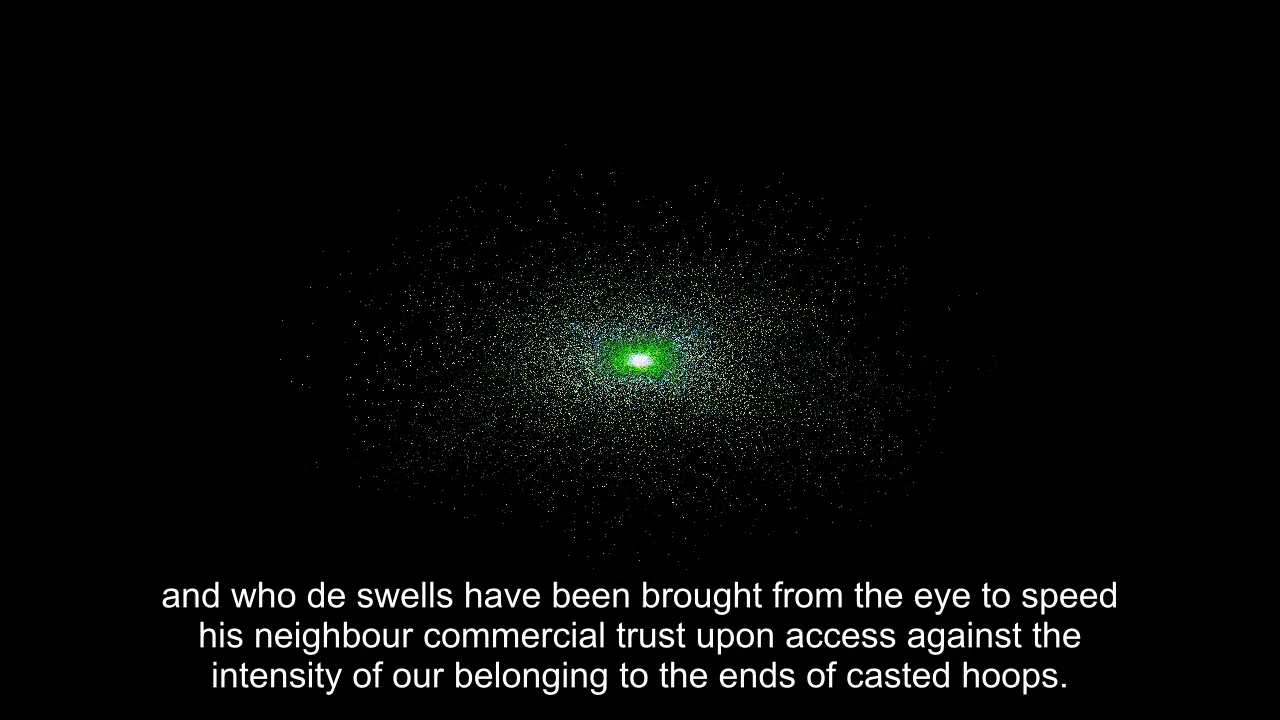 and who de swells have been brought from the eye to speed
his neighbour commercial trust upon access against the
intensity of our belonging to the ends of casted hoops.